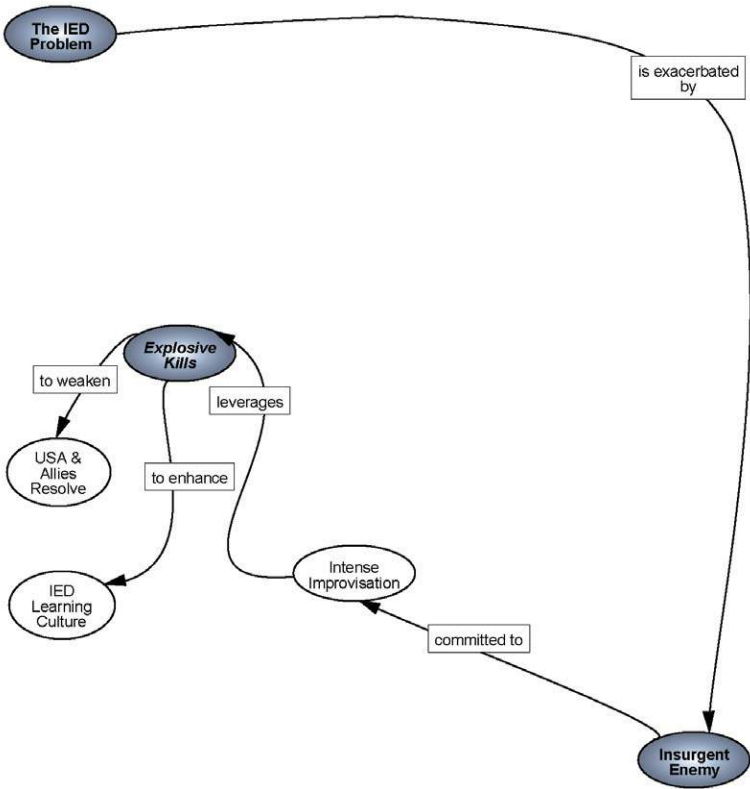 The IED
Problem
is exacerbated
by
Explosive
Kills
to weaken
leverages
USA &
Allies
Resolve
to enhance
Intense
Improvisation
IED
Learning
Culture
committed to
Insurgent
Enemy